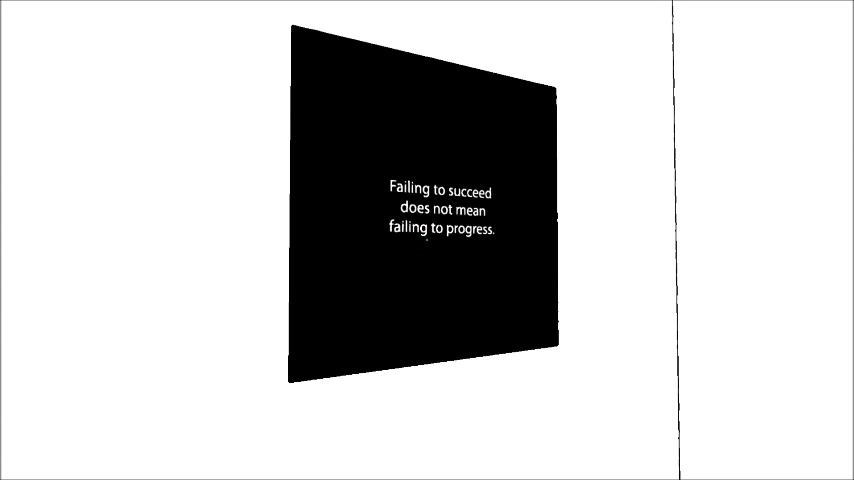 Failing to succeed
does not mean
failing to progress.